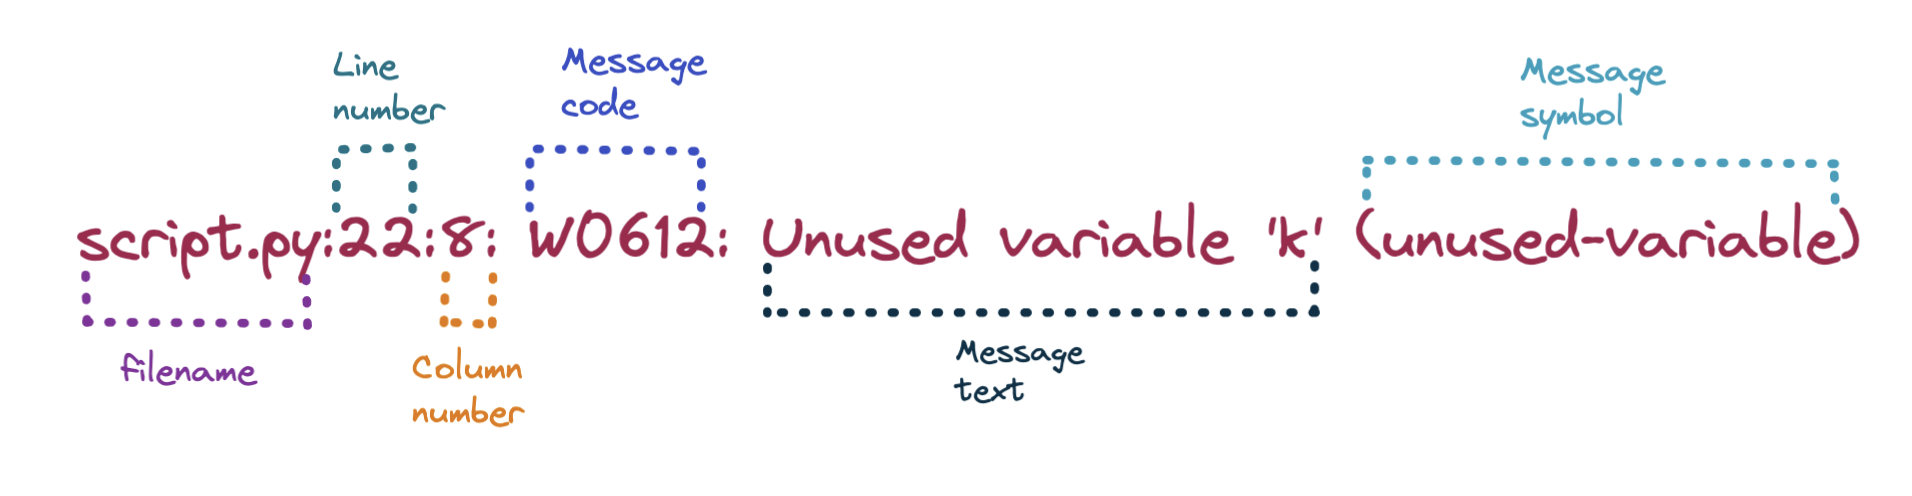 Line
number
Message
code
Message
symbol
script.py:22:8: W0612: Unused variable 'k' (unused-variable)
filename
Column
number
Message
text